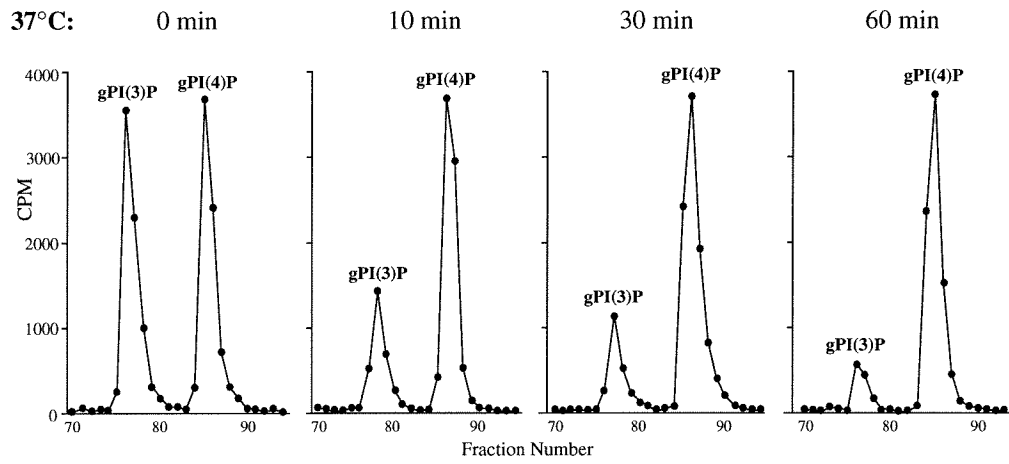 37°C: 0 min 10 min 30 min 60 min
gPI(3)P gPI(4)P gPI(4)P gPI(4)P gPI(4)P
gPI(3)P gPI(3)P gPI(3)P
4000
3000
2000
1000
0
CPM
70 80 90 70 80 90 70 80 90 70 80 90
Fraction Number